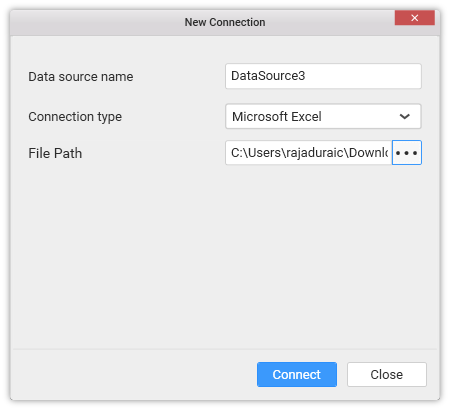 New Connection
Data source name
DataSource3
Connection type
Microsoft Excel
File Path
C:\Users\rajaduraic\Downl
Connect
Close